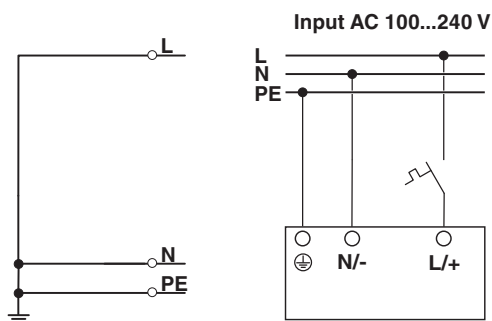 Input AC 100...240 V
L
N
PE
L
N
PE
N/-
L/+